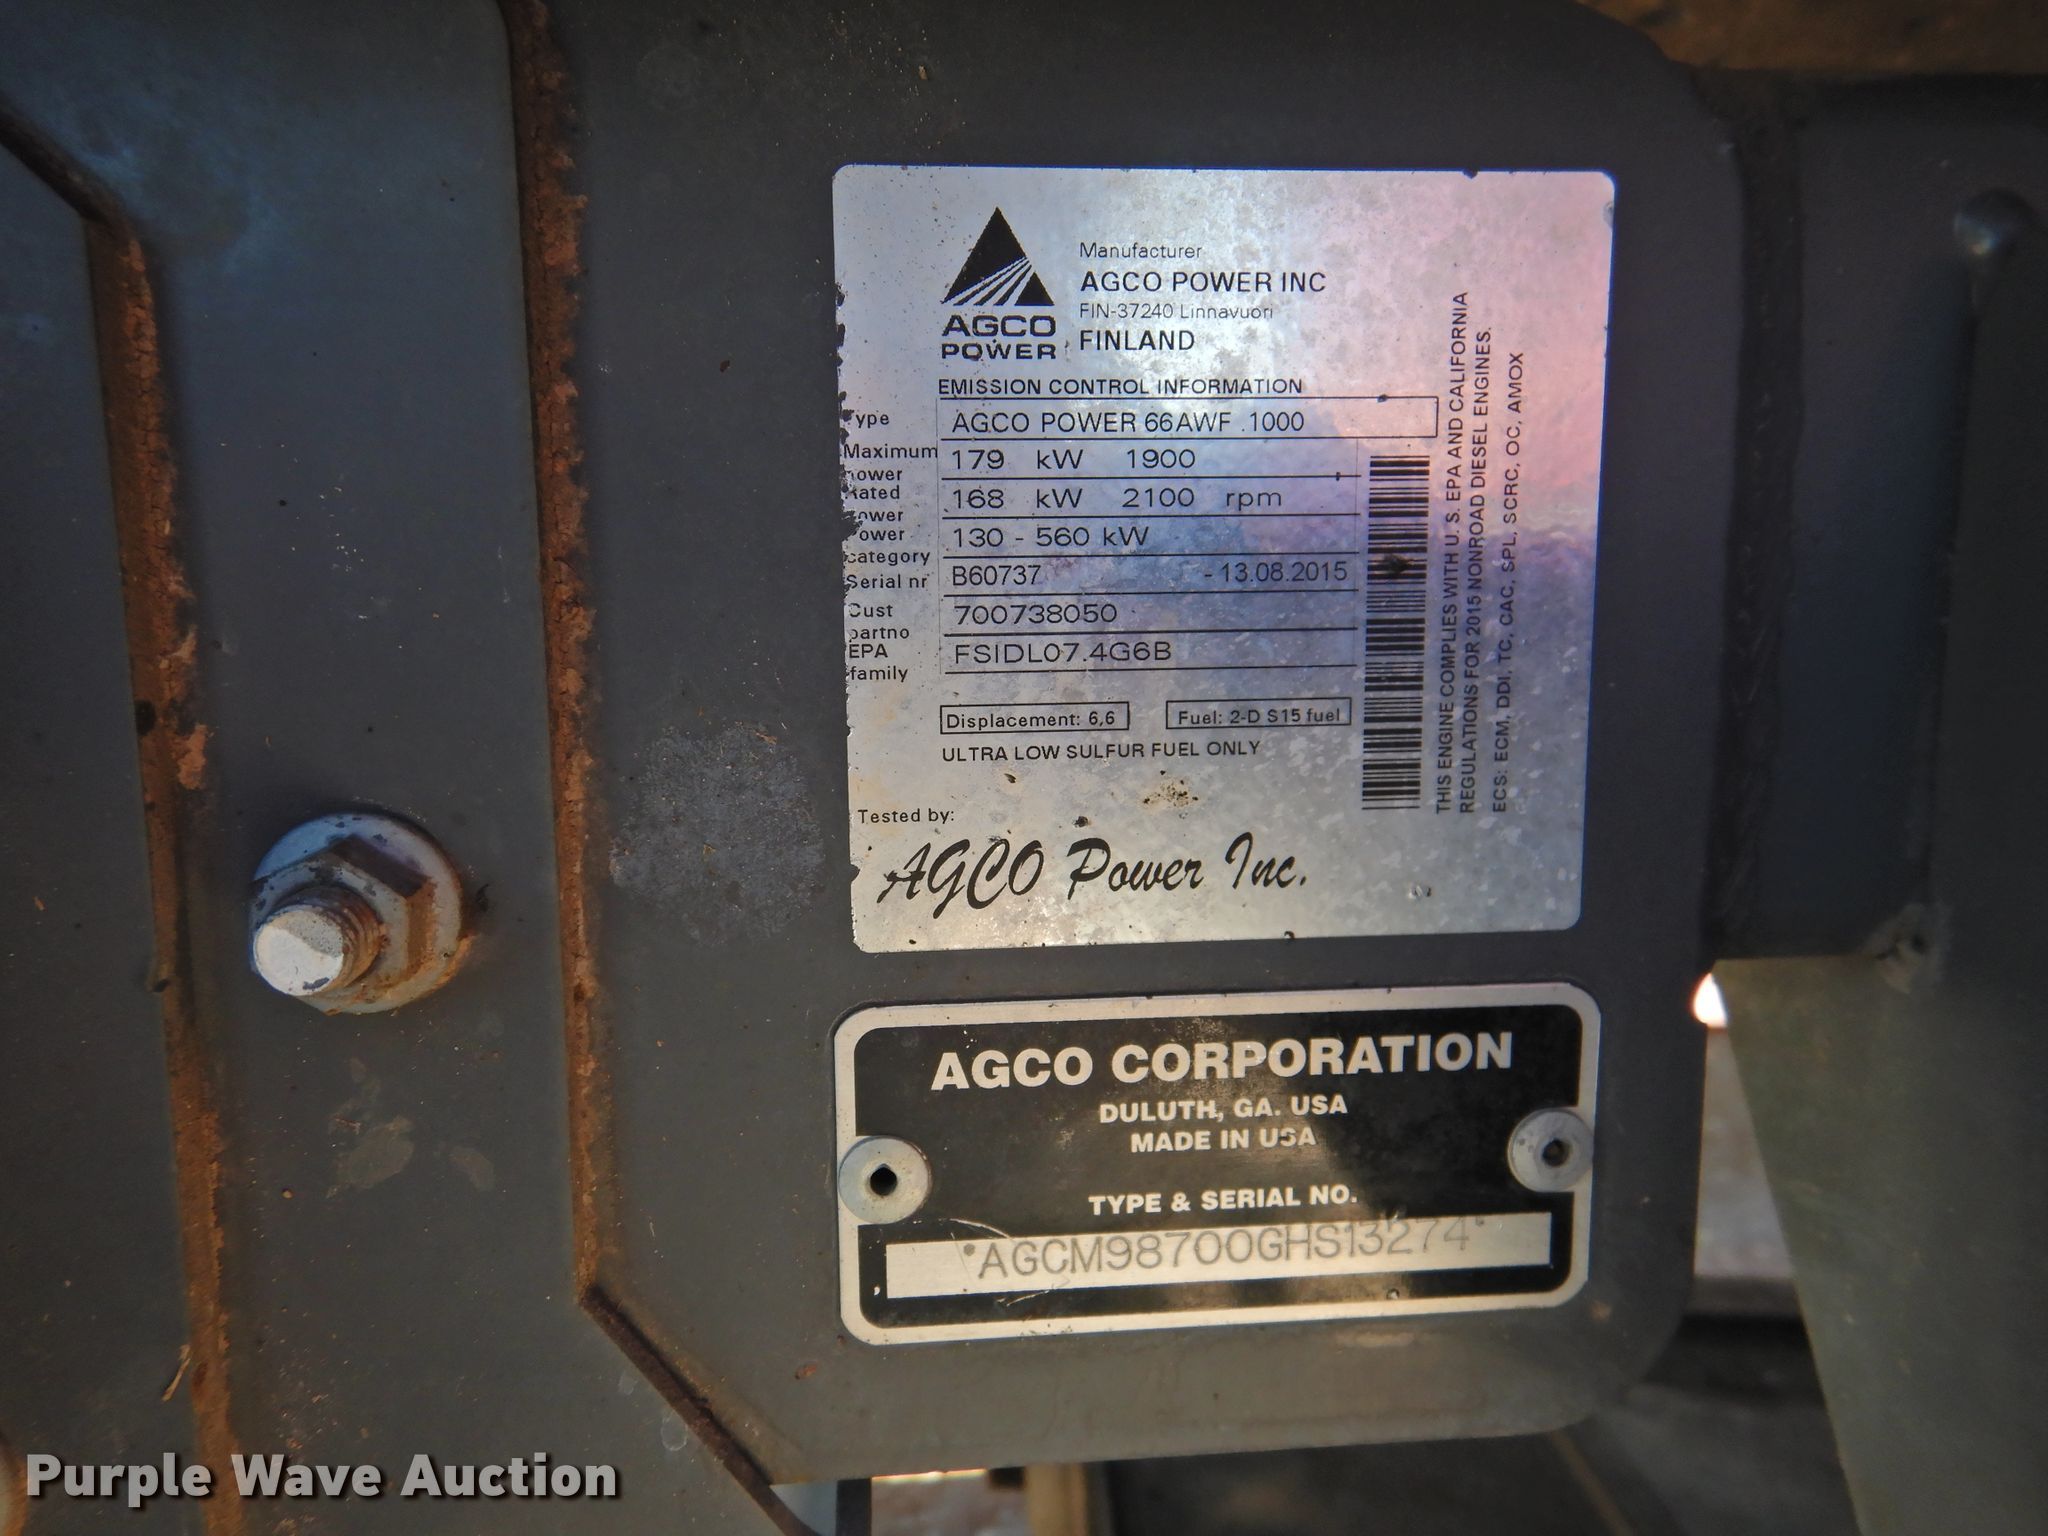 AGCO
POWER
Manufacturer
AGCO POWER INC
FIN-37240 Linnavuori
FINLAND
EMISSION CONTROL INFORMATION
ype AGCO POWER 66AWF .1000
Maximum ower 179 kW 1900
ated ower 168 kW 2100 rpm
ower category 130 - 560 kW
Serial nr B60737 - 13.08.2015
Cust partno 700738050
EPA family FSIDL07.4G6B
Displacement: 6,6 Fuel: 2-D S15 fuel
ULTRA LOW SULFUR FUEL ONLY
Tested by:
AGCO Power Inc.
THIS ENGINE COMPLIES WITH U. S. EPA AND CALIFORNIA
REGULATIONS FOR 2015 NONROAD DIESEL ENGINES.
ECS: ECM, DDI, TC, CAC, SPL, SCRC, OC, AMOX
AGCO CORPORATION
DULUTH, GA. USA
MADE IN USA
TYPE & SERIAL NO.
*AGCM98700GHS13274*
Purple Wave Auction